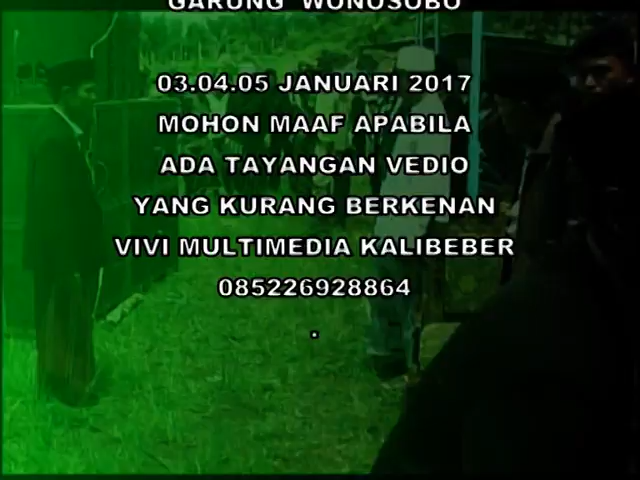 GARUNG WONOSOBO
03.04.05 JANUARI 2017
MOHON MAAF APABILA
ADA TAYANGAN VEDIO
YANG KURANG BERKENAN
VIVI MULTIMEDIA KALIBEBER
085226928864
.